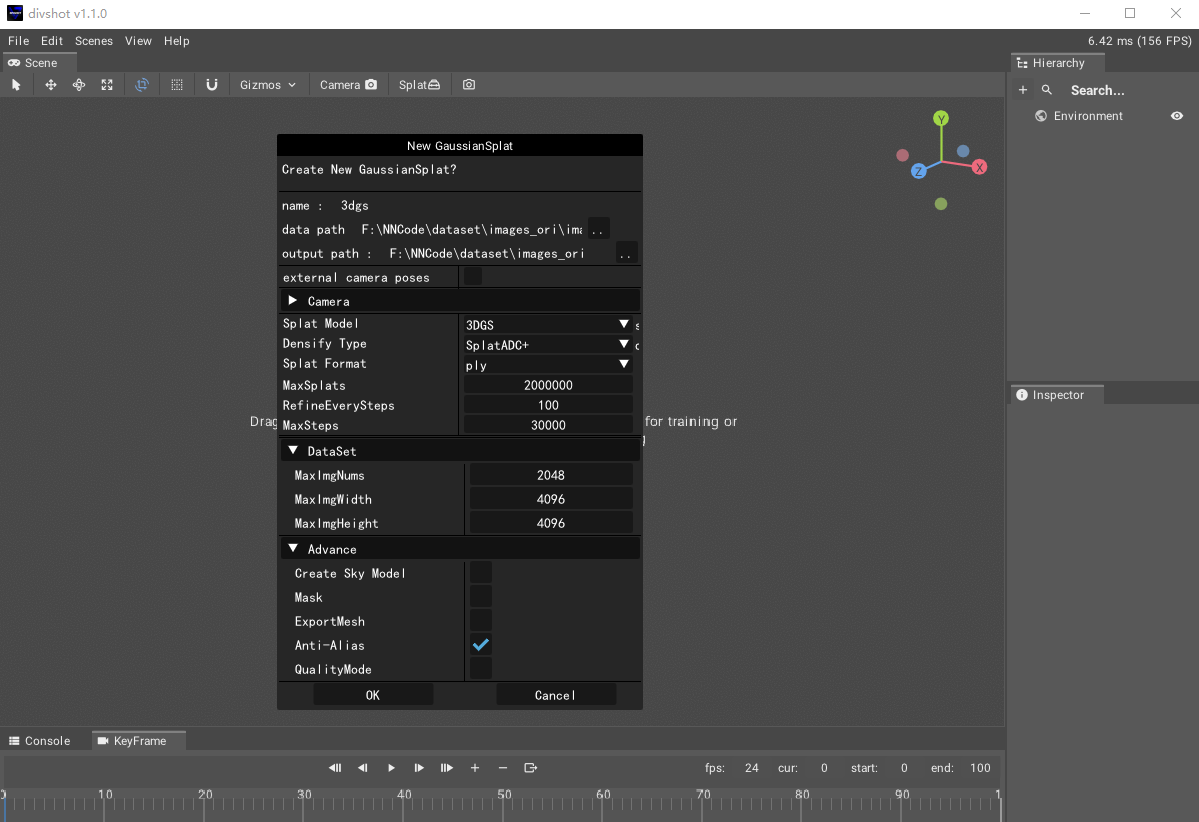 divshot v1.1.0
File Edit Scenes View Help 6.42 ms (156 FPS)
Scene
Gizmos Camera Splat
Hierarchy
+ Search...
Environment
Y
X
Z
New GaussianSplat
Create New GaussianSplat?
name : 3dgs
data path F:\NNCode\dataset\images_ori\ima ..
output path : F:\NNCode\dataset\images_ori ..
external camera poses
Camera
Splat Model 3DGS
Densify Type SplatADC+
Splat Format ply
MaxSplats 2000000
RefineEverySteps 100
MaxSteps 30000
Drag for training or
DataSet
MaxImgNums 2048
MaxImgWidth 4096
MaxImgHeight 4096
Advance
Create Sky Model
Mask
ExportMesh
Anti-Alias
QualityMode
OK Cancel
Inspector
Console KeyFrame
fps: 24 cur: 0 start: 0 end: 100
0 10 20 30 40 50 60 70 80 90 1